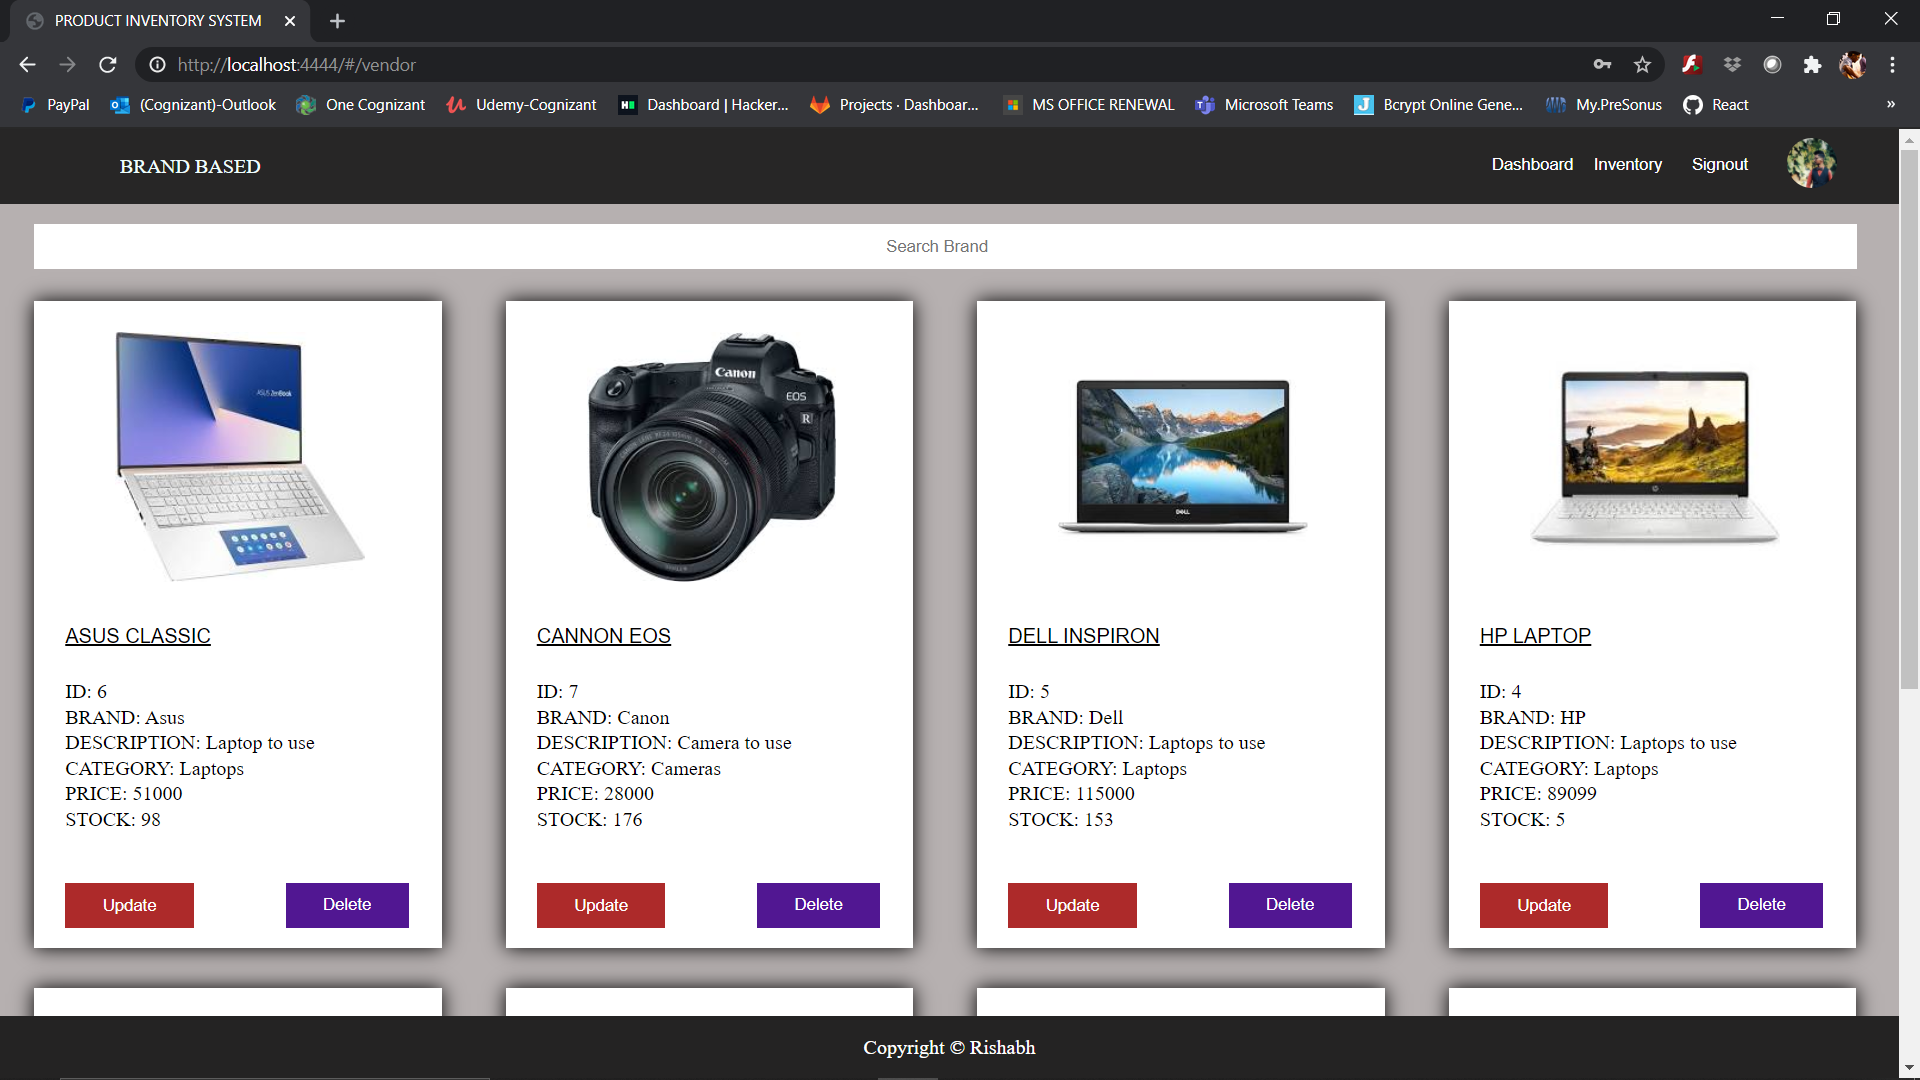 PRODUCT INVENTORY SYSTEM
http://localhost:4444/#/vendor
PayPal
(Cognizant)-Outlook
One Cognizant
Udemy-Cognizant
Dashboard | Hacker...
Projects · Dashboar...
MS OFFICE RENEWAL
Microsoft Teams
Bcrypt Online Gene...
My.PreSonus
React
»
BRAND BASED
Dashboard
Inventory
Signout
Search Brand
ASUS ZenBook
ASUS CLASSIC
ID: 6
BRAND: Asus
DESCRIPTION: Laptop to use
CATEGORY: Laptops
PRICE: 51000
STOCK: 98
Update
Delete
Canon
EOS
R
CANNON EOS
ID: 7
BRAND: Canon
DESCRIPTION: Camera to use
CATEGORY: Cameras
PRICE: 28000
STOCK: 176
Update
Delete
DELL
DELL INSPIRON
ID: 5
BRAND: Dell
DESCRIPTION: Laptops to use
CATEGORY: Laptops
PRICE: 115000
STOCK: 153
Update
Delete
HP LAPTOP
ID: 4
BRAND: HP
DESCRIPTION: Laptops to use
CATEGORY: Laptops
PRICE: 89099
STOCK: 5
Update
Delete
Copyright © Rishabh